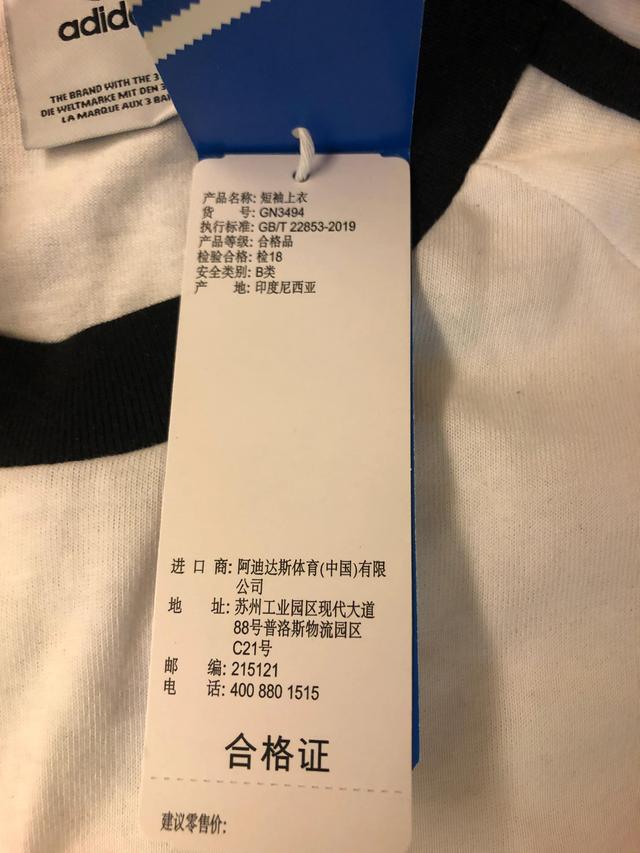 THE BRAND WITH THE 3
DIE WELTMARKE MIT DEN
LA MARQUE AUX 3
产品名称: 短袖上衣
货 号: GN3494
执行标准: GB/T 22853-2019
产品等级: 合格品
检验合格: 检18
安全类别: B类
产 地: 印度尼西亚
进 口 商: 阿迪达斯体育(中国)有限
公司
地 址: 苏州工业园区现代大道
88号普洛斯物流园区
C21号
邮 编: 215121
电 话: 400 880 1515
合格证
建议零售价: